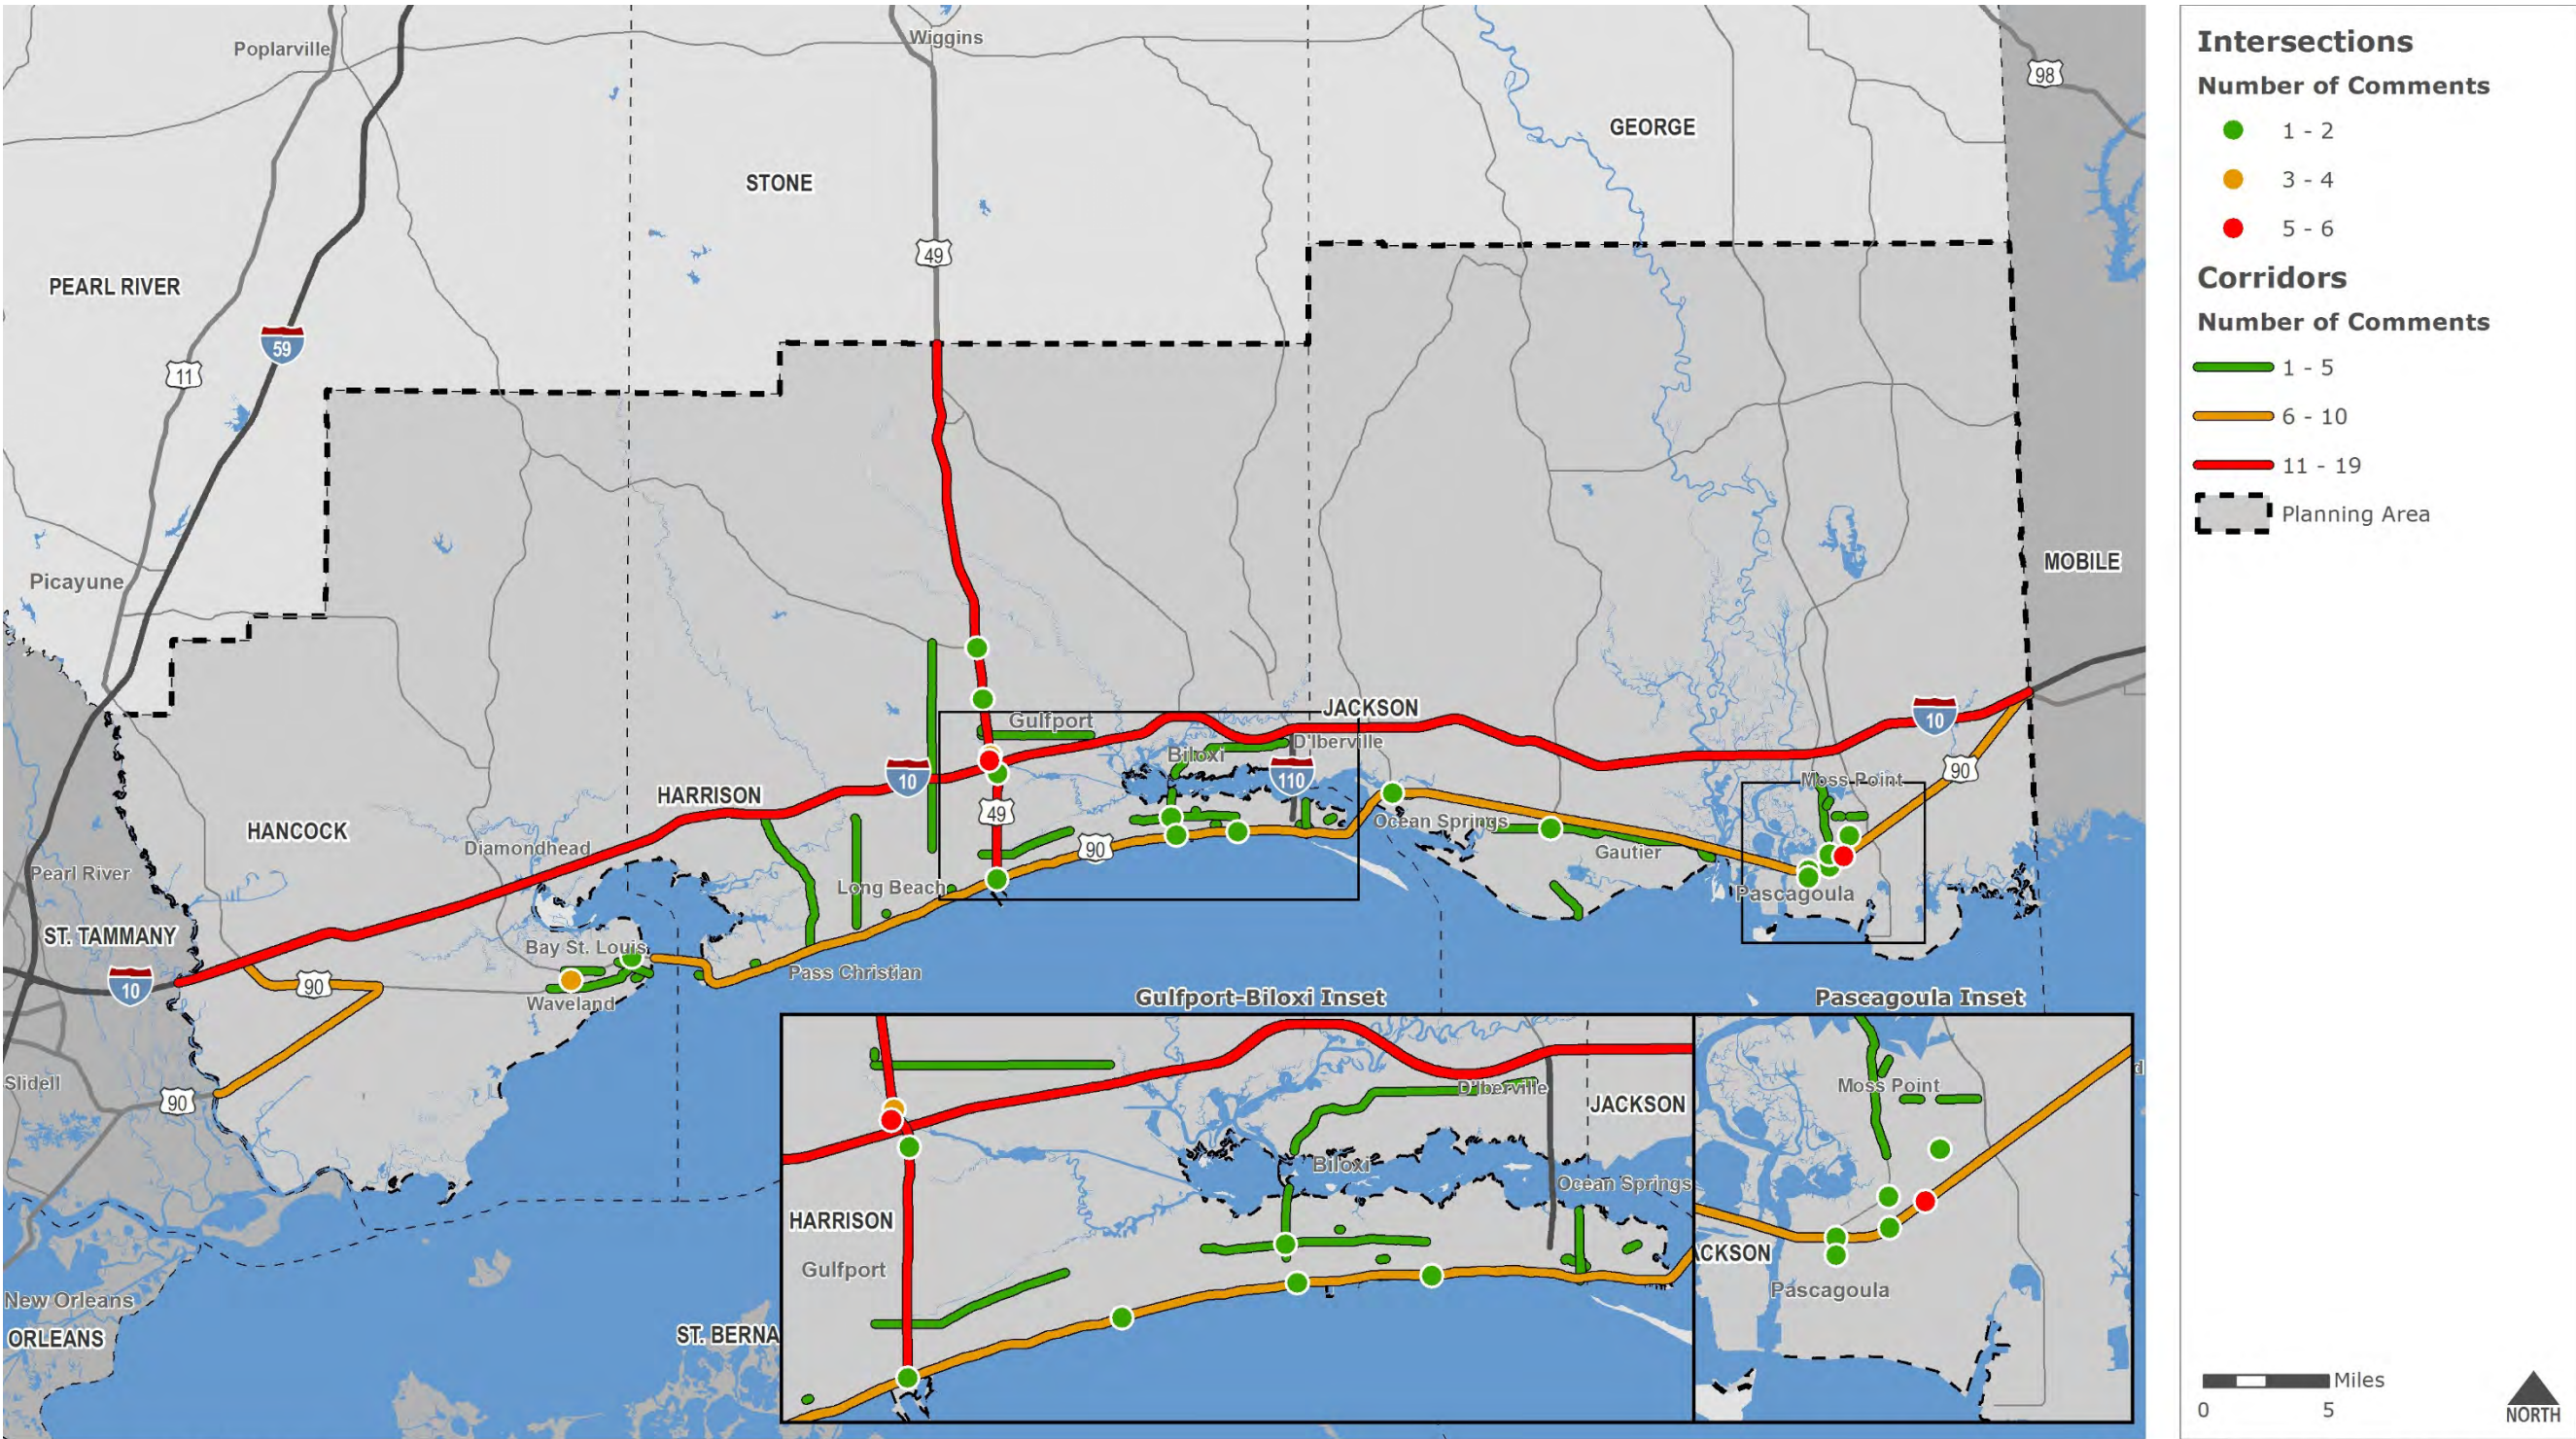 Poplarville
Wiggins
98
GEORGE
STONE
49
PEARL RIVER
59
11
Picayune
MOBILE
JACKSON
Gulfport
10
D'Iberville
Biloxi
10
110
90
Moss Point
HARRISON
49
HANCOCK
Diamondhead
90
Ocean Springs
Gautier
Pearl River
Long Beach
Pascagoula
ST. TAMMANY
Bay St. Louis
Pass Christian
10
90
Waveland
Slidell
90
New Orleans
ORLEANS
ST. BERNA
Gulfport-Biloxi Inset
D'Iberville
JACKSON
Biloxi
Ocean Springs
HARRISON
Gulfport
Pascagoula Inset
Moss Point
ACKSON
Pascagoula
d
Intersections
Number of Comments
1 - 2
3 - 4
5 - 6
Corridors
Number of Comments
1 - 5
6 - 10
11 - 19
Planning Area
Miles
0 5
NORTH